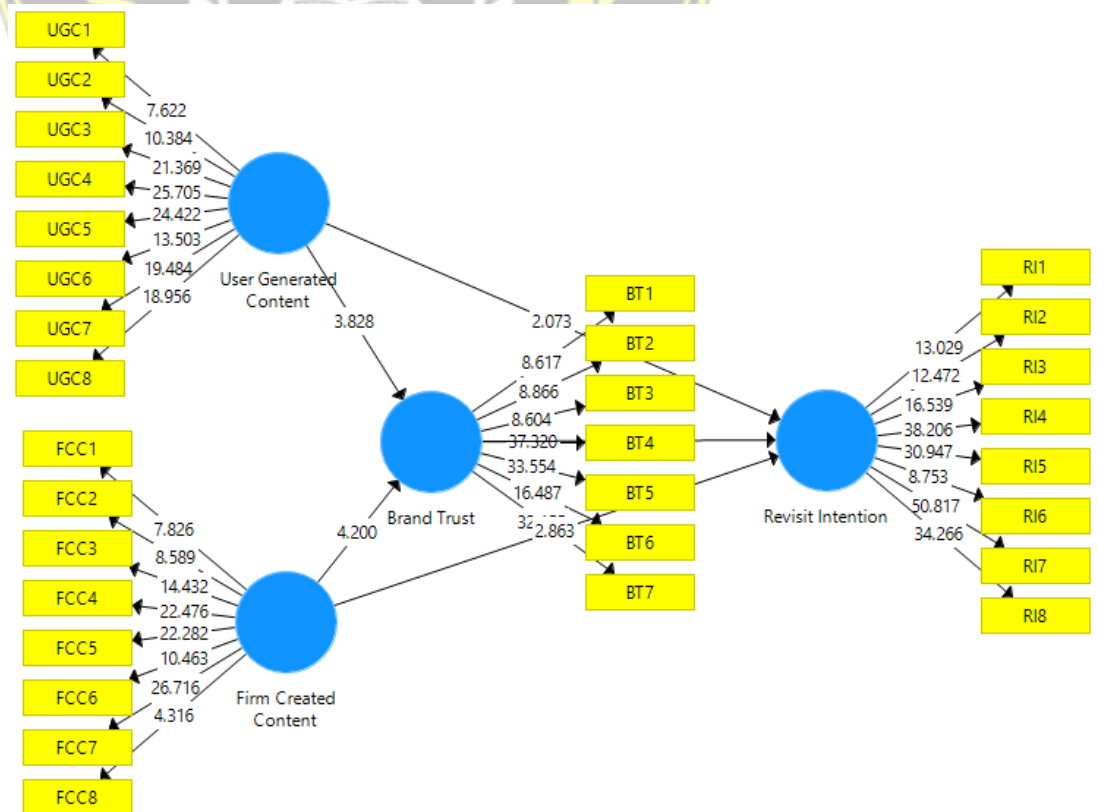 UGC1
UGC2
UGC3
UGC4
UGC5
UGC6
UGC7
UGC8
7.622
10.384
21.369
25.705
24.422
13.503
19.484
18.956
User Generated
Content
3.828
2.073
FCC1
FCC2
FCC3
FCC4
FCC5
FCC6
FCC7
FCC8
7.826
8.589
14.432
22.476
22.282
10.463
26.716
4.316
Firm Created
Content
4.200
2.863
Brand Trust
8.617
8.866
8.604
37.320
33.554
16.487
BT1
BT2
BT3
BT4
BT5
BT6
BT7
Revisit Intention
13.029
12.472
16.539
38.206
30.947
8.753
50.817
34.266
RI1
RI2
RI3
RI4
RI5
RI6
RI7
RI8